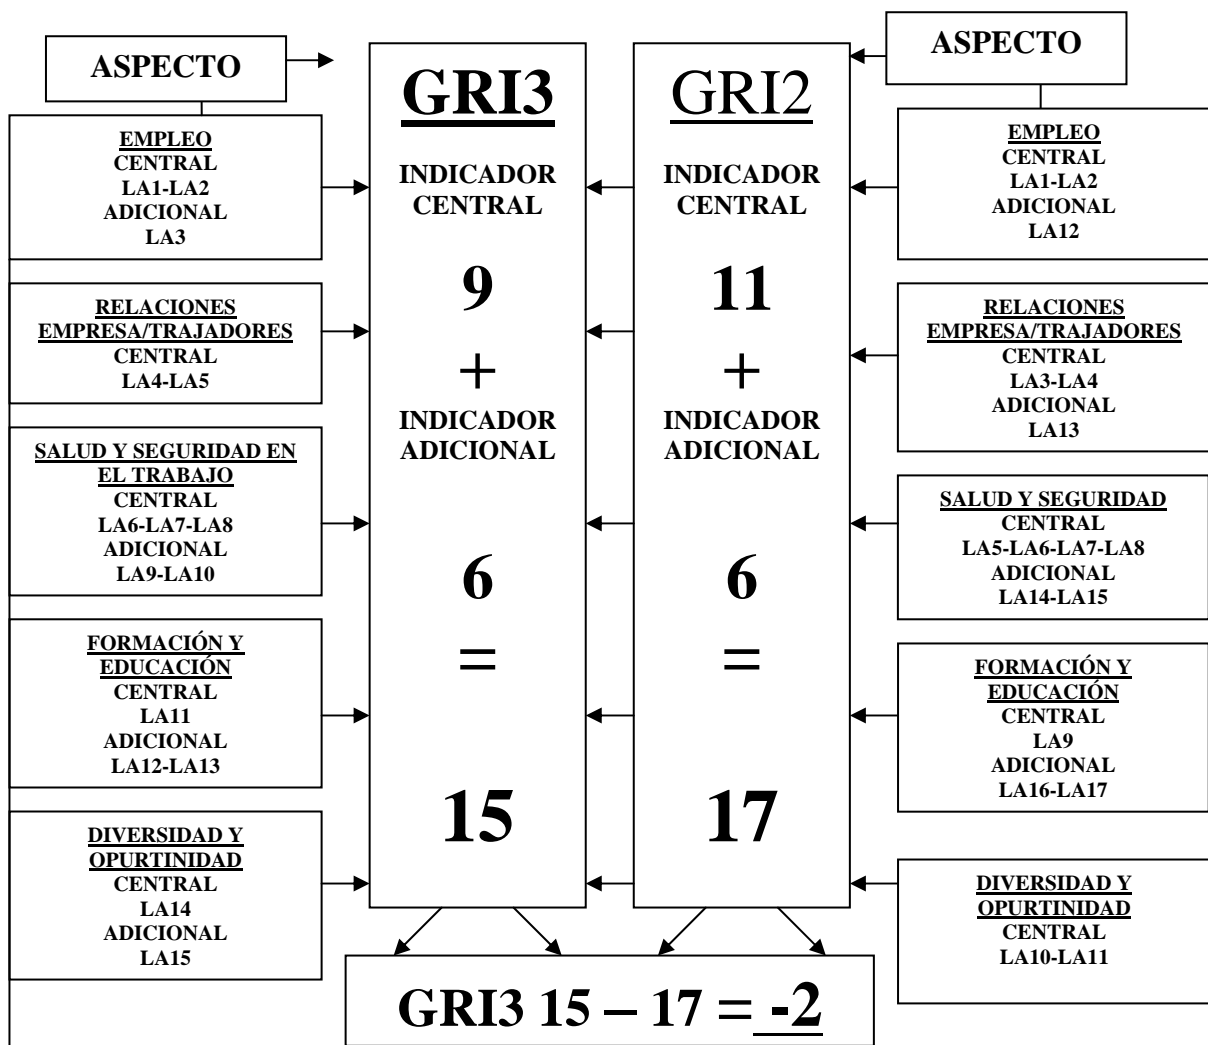 ASPECTO
EMPLEO
CENTRAL
LA1-LA2
ADICIONAL
LA3
RELACIONES
EMPRESA/TRAJADORES
CENTRAL
LA4-LA5
SALUD Y SEGURIDAD EN
EL TRABAJO
CENTRAL
LA6-LA7-LA8
ADICIONAL
LA9-LA10
FORMACIÓN Y
EDUCACIÓN
CENTRAL
LA11
ADICIONAL
LA12-LA13
DIVERSIDAD Y
OPURTINIDAD
CENTRAL
LA14
ADICIONAL
LA15
GRI3
INDICADOR
CENTRAL
9
+
INDICADOR
ADICIONAL
6
=
15
GRI2
INDICADOR
CENTRAL
11
+
INDICADOR
ADICIONAL
6
=
17
ASPECTO
EMPLEO
CENTRAL
LA1-LA2
ADICIONAL
LA12
RELACIONES
EMPRESA/TRAJADORES
CENTRAL
LA3-LA4
ADICIONAL
LA13
SALUD Y SEGURIDAD
CENTRAL
LA5-LA6-LA7-LA8
ADICIONAL
LA14-LA15
FORMACIÓN Y
EDUCACIÓN
CENTRAL
LA9
ADICIONAL
LA16-LA17
DIVERSIDAD Y
OPURTINIDAD
CENTRAL
LA10-LA11
GRI3 15 – 17 = -2